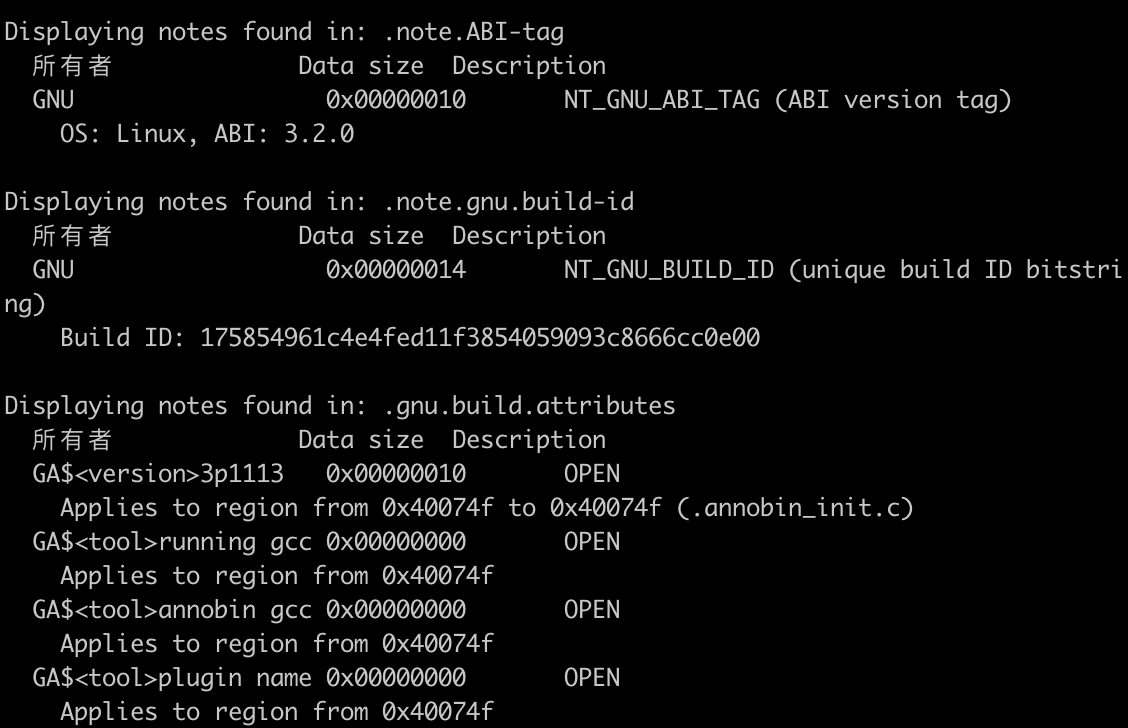 Displaying notes found in: .note.ABI-tag
  所有者             Data size  Description
  GNU                  0x00000010       NT_GNU_ABI_TAG (ABI version tag)
    OS: Linux, ABI: 3.2.0

Displaying notes found in: .note.gnu.build-id
  所有者             Data size  Description
  GNU                  0x00000014       NT_GNU_BUILD_ID (unique build ID bitstri
ng)
    Build ID: 175854961c4e4fed11f3854059093c8666cc0e00

Displaying notes found in: .gnu.build.attributes
  所有者             Data size  Description
  GA$<version>3p1113   0x00000010       OPEN
    Applies to region from 0x40074f to 0x40074f (.annobin_init.c)
  GA$<tool>running gcc 0x00000000       OPEN
    Applies to region from 0x40074f
  GA$<tool>annobin gcc 0x00000000       OPEN
    Applies to region from 0x40074f
  GA$<tool>plugin name 0x00000000       OPEN
    Applies to region from 0x40074f